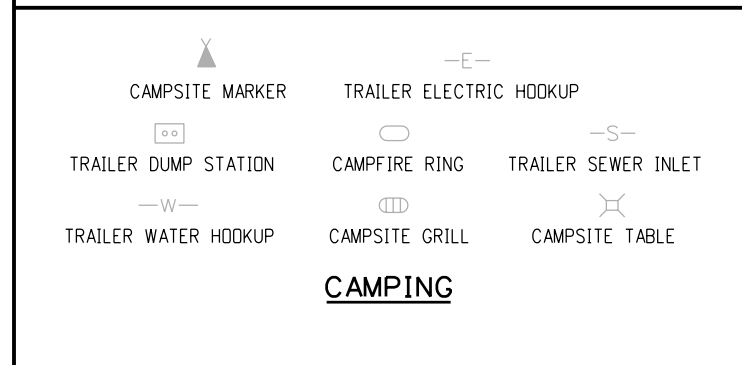 —E—
CAMPSITE MARKER TRAILER ELECTRIC HOOKUP
—S—
TRAILER DUMP STATION CAMPFIRE RING TRAILER SEWER INLET
—W—
TRAILER WATER HOOKUP CAMPSITE GRILL CAMPSITE TABLE
CAMPING